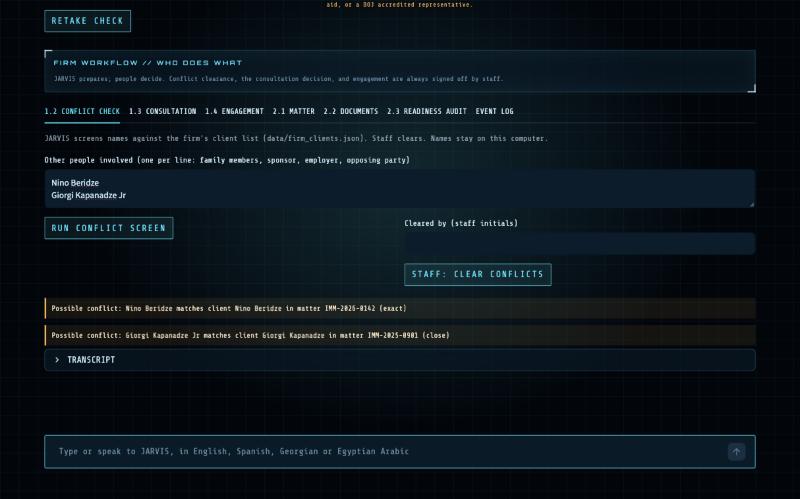 aid, or a DOJ accredited representative.
RETAKE CHECK
FIRM WORKFLOW // WHO DOES WHAT
JARVIS prepares; people decide. Conflict clearance, the consultation decision, and engagement are always signed off by staff.
1.2 CONFLICT CHECK 1.3 CONSULTATION 1.4 ENGAGEMENT 2.1 MATTER 2.2 DOCUMENTS 2.3 READINESS AUDIT EVENT LOG
JARVIS screens names against the firm's client list (data/firm_clients.json). Staff clears. Names stay on this computer.
Other people involved (one per line: family members, sponsor, employer, opposing party)
Nino Beridze
Giorgi Kapanadze Jr
RUN CONFLICT SCREEN
Cleared by (staff initials)
STAFF: CLEAR CONFLICTS
Possible conflict: Nino Beridze matches client Nino Beridze in matter IMM-2026-0142 (exact)
Possible conflict: Giorgi Kapanadze Jr matches client Giorgi Kapanadze in matter IMM-2025-0901 (close)
TRANSCRIPT
Type or speak to JARVIS, in English, Spanish, Georgian or Egyptian Arabic